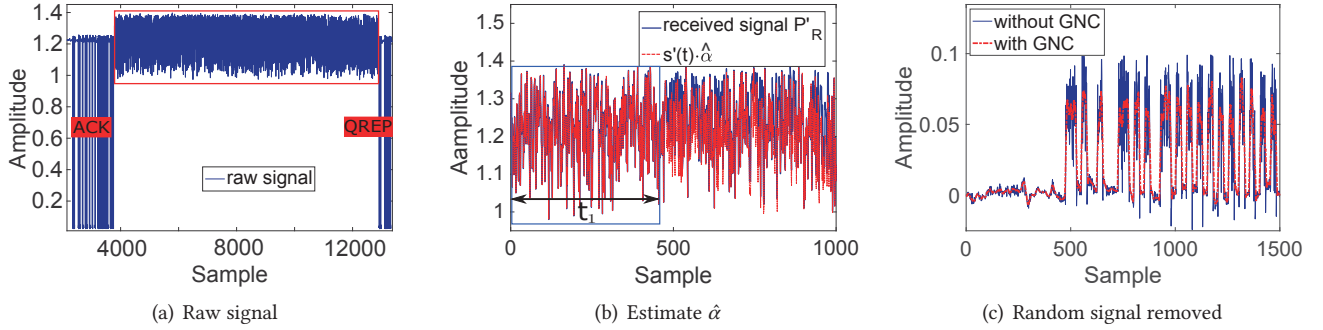 1.4
1.2
1
0.8
0.6
0.4
0.2
Amplitude
ACK
QREP
raw signal
4000 8000 12000
Sample
(a) Raw signal
1.5
1.4
1.3
1.2
1.1
1
Aamplitude
received signal P'R
s'(t)·α̂
t1
0 500 1000
Sample
(b) Estimate α̂
0.1
0.05
0
Amplitude
without GNC
with GNC
0 500 1000 1500
Sample
(c) Random signal removed